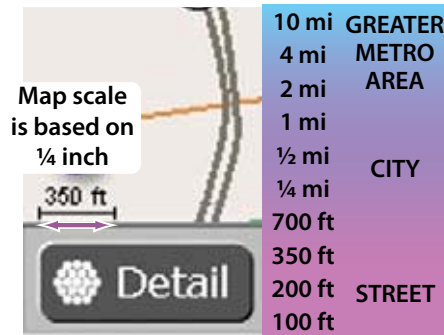 Map scale
is based on
¼ inch
350 ft
Detail
10 mi
4 mi
2 mi
1 mi
½ mi
¼ mi
700 ft
350 ft
200 ft
100 ft
GREATER
METRO
AREA
CITY
STREET